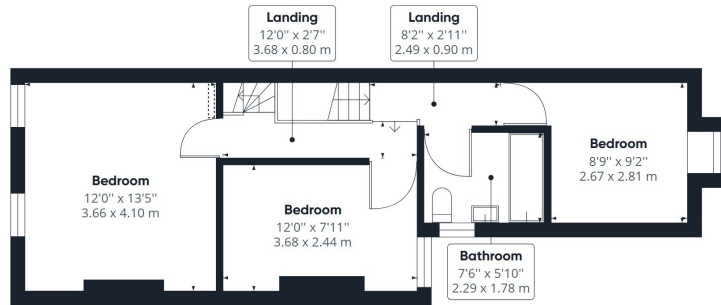 Landing
12'0" x 2'7"
3.68 x 0.80 m
Landing
8'2" x 2'11"
2.49 x 0.90 m
Bedroom
12'0" x 13'5"
3.66 x 4.10 m
Bedroom
12'0" x 7'11"
3.68 x 2.44 m
Bedroom
8'9" x 9'2"
2.67 x 2.81 m
Bathroom
7'6" x 5'10"
2.29 x 1.78 m